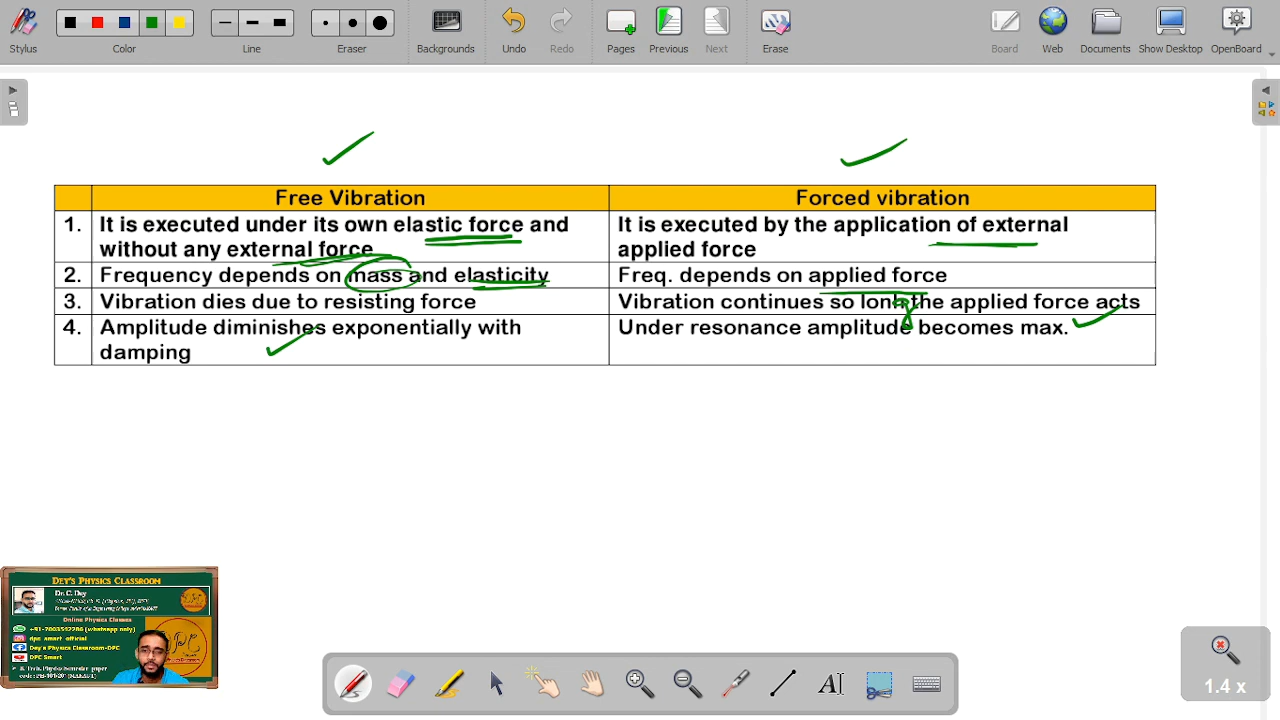 Stylus
Color
Line
Eraser
Backgrounds
Undo
Redo
Pages
Previous
Next
Erase
Board
Web
Documents
Show Desktop
OpenBoard
Free Vibration
Forced vibration
1. It is executed under its own elastic force and
without any external force
It is executed by the application of external
applied force
2. Frequency depends on mass and elasticity
Freq. depends on applied force
3. Vibration dies due to resisting force
Vibration continues so long the applied force acts
4. Amplitude diminishes exponentially with
damping
Under resonance amplitude becomes max.
DEY'S PHYSICS CLASSROOM
Dr. C. Dey
Online Physics Classes
dpc_smart_official
Dey's Physics Classroom-DPC
DPC Smart
1.4 x